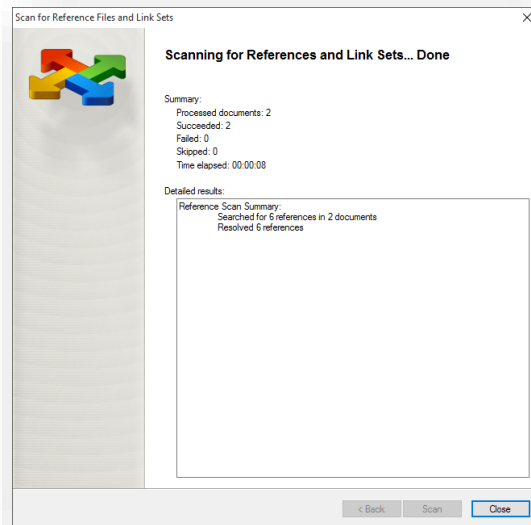 Scan for Reference Files and Link Sets
Scanning for References and Link Sets... Done
Summary:
Processed documents: 2
Succeeded: 2
Failed: 0
Skipped: 0
Time elapsed: 00:00:08
Detailed results:
Reference Scan Summary:
Searched for 6 references in 2 documents
Resolved 6 references
< Back
Scan
Close